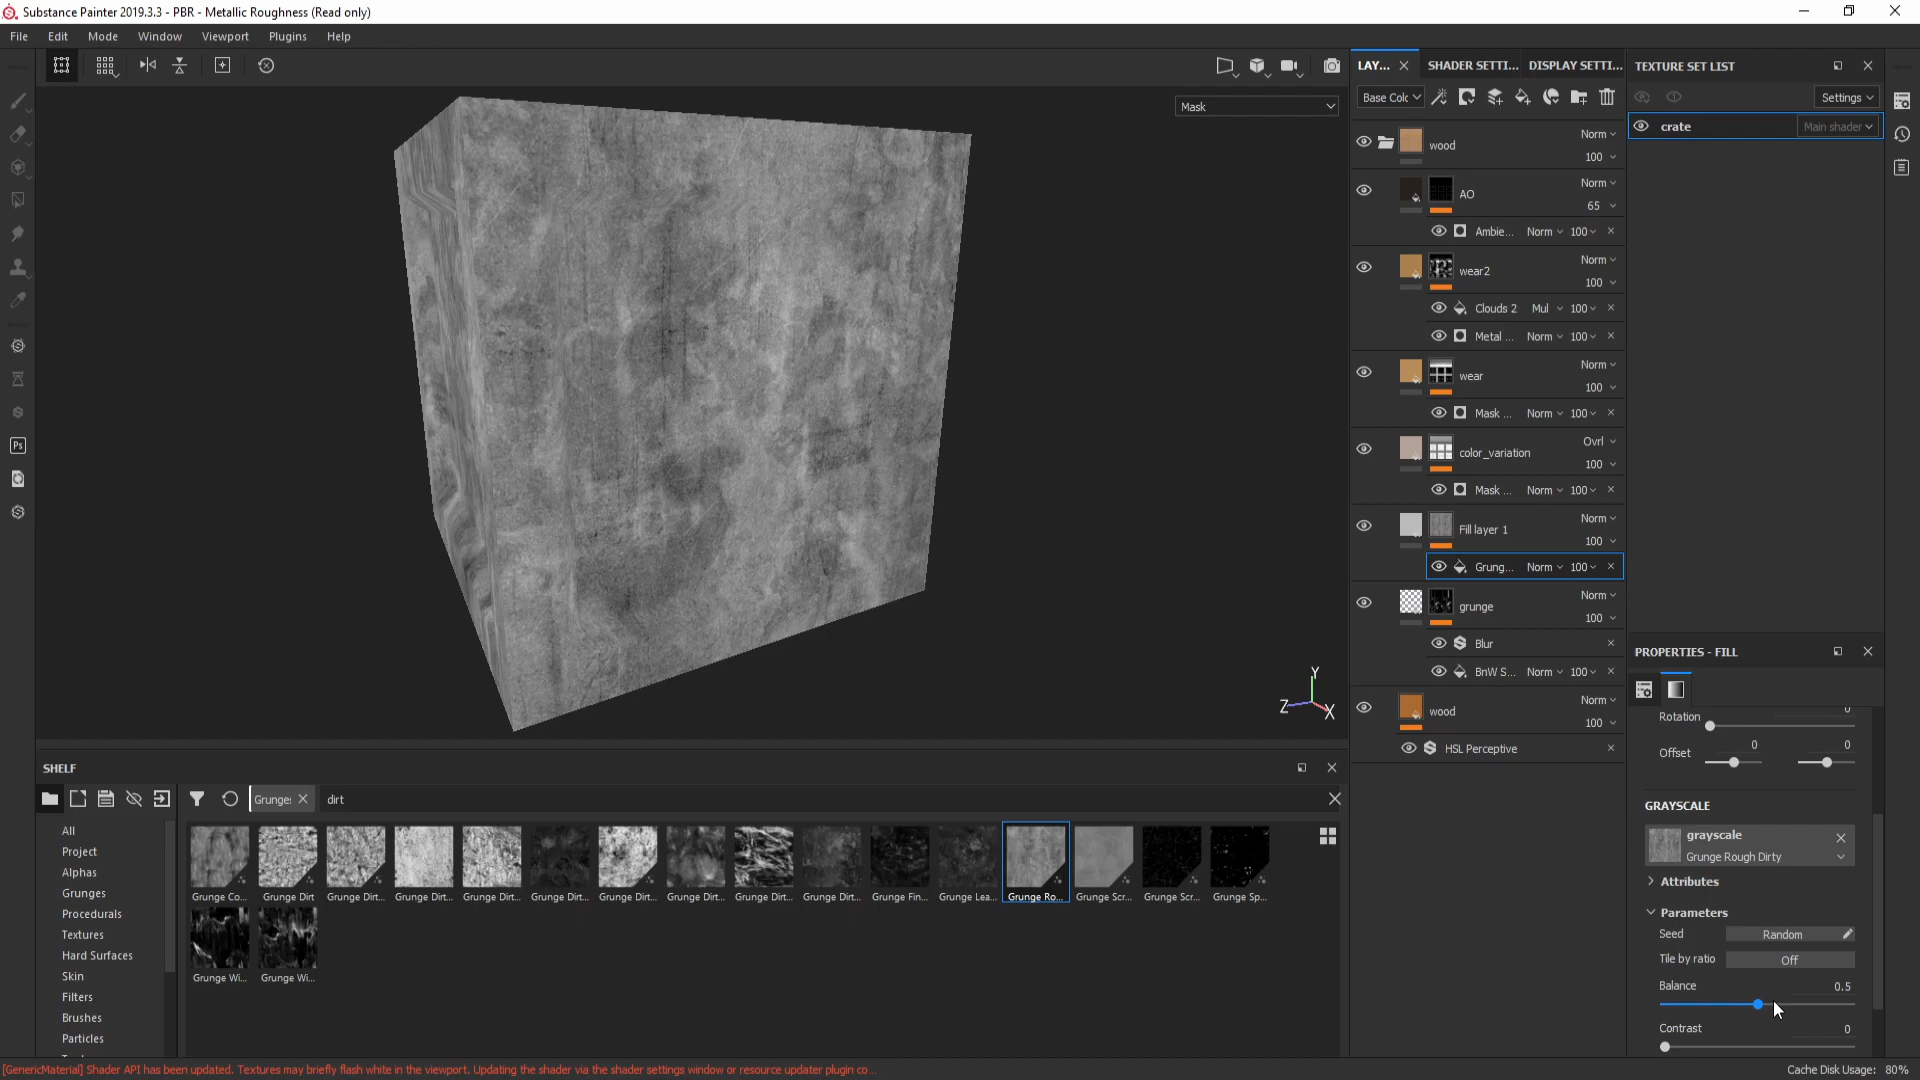 Substance Painter 2019.3.3 - PBR - Metallic Roughness (Read only)
File Edit Mode Window Viewport Plugins Help
Mask
Y
Z
X
LAY... SHADER SETTI... DISPLAY SETTI...
Base Colc
wood Norm
100
AO Norm
65
Ambie... Norm 100
wear2 Norm
100
Clouds 2 Mul 100
Metal ... Norm 100
wear Norm
100
Mask ... Norm 100
color_variation Ovrl
100
Mask ... Norm 100
Fill layer 1 Norm
100
Grung... Norm 100
grunge Norm
100
Blur
BnW S... Norm 100
wood Norm
100
HSL Perceptive
TEXTURE SET LIST
Settings
crate Main shader
PROPERTIES - FILL
Rotation 0
Offset 0 0
GRAYSCALE
grayscale
Grunge Rough Dirty
Attributes
Parameters
Seed Random
Tile by ratio Off
Balance 0.5
Contrast 0
SHELF
Grunge: dirt
All
Project
Alphas
Grunges
Procedurals
Textures
Hard Surfaces
Skin
Filters
Brushes
Particles
Grunge Co... Grunge Dirt Grunge Dirt... Grunge Dirt... Grunge Dirt... Grunge Dirt... Grunge Dirt... Grunge Dirt... Grunge Dirt... Grunge Dirt... Grunge Fin... Grunge Lea... Grunge Ro... Grunge Scr... Grunge Scr... Grunge Sp...
Grunge Wi... Grunge Wi...
[GenericMaterial] Shader API has been updated. Textures may briefly flash white in the viewport. Updating the shader via the shader settings window or resource updater plugin co...
Cache Disk Usage: 80%